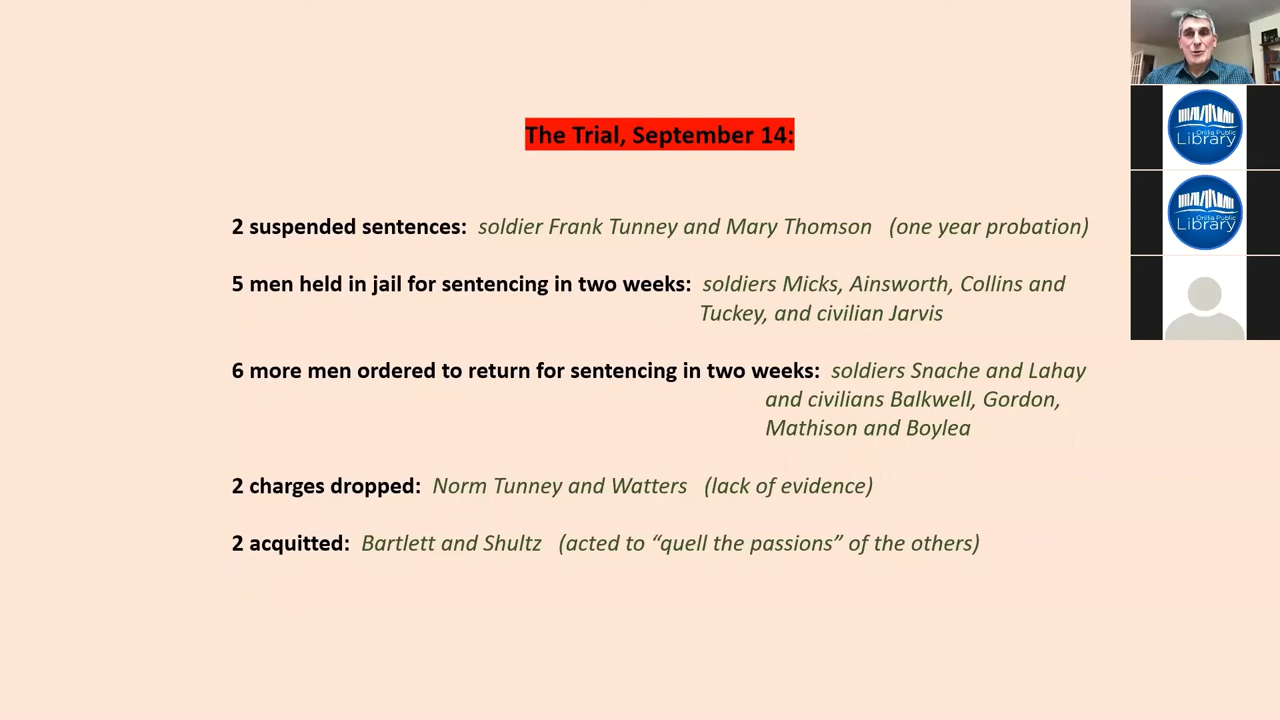 The Trial, September 14:
2 suspended sentences: soldier Frank Tunney and Mary Thomson (one year probation)
5 men held in jail for sentencing in two weeks: soldiers Micks, Ainsworth, Collins and
Tuckey, and civilian Jarvis
6 more men ordered to return for sentencing in two weeks: soldiers Snache and Lahay
and civilians Balkwell, Gordon,
Mathison and Boylea
2 charges dropped: Norm Tunney and Watters (lack of evidence)
2 acquitted: Bartlett and Shultz (acted to “quell the passions” of the others)
Orillia Public
Library
Orillia Public
Library